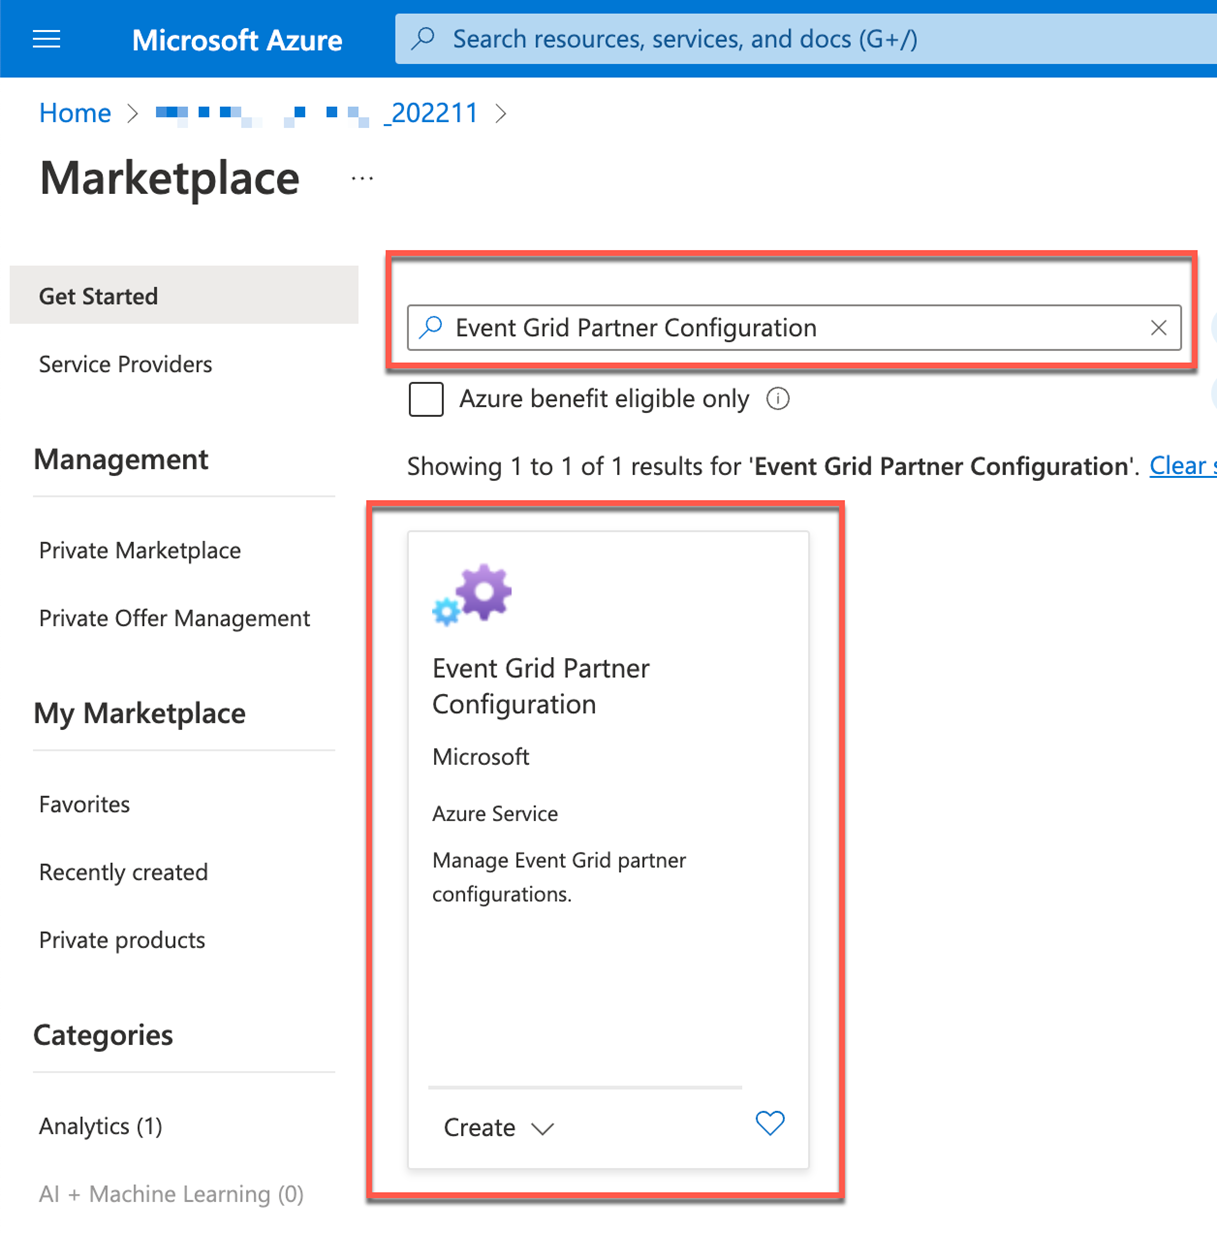 Microsoft Azure
Search resources, services, and docs (G+/)
Home
_202211
Marketplace
...
Get Started
Service Providers
Management
Private Marketplace
Private Offer Management
My Marketplace
Favorites
Recently created
Private products
Categories
Analytics (1)
AI + Machine Learning (0)
Event Grid Partner Configuration
Azure benefit eligible only
Showing 1 to 1 of 1 results for 'Event Grid Partner Configuration'. Clear
Event Grid Partner
Configuration
Microsoft
Azure Service
Manage Event Grid partner
configurations.
Create